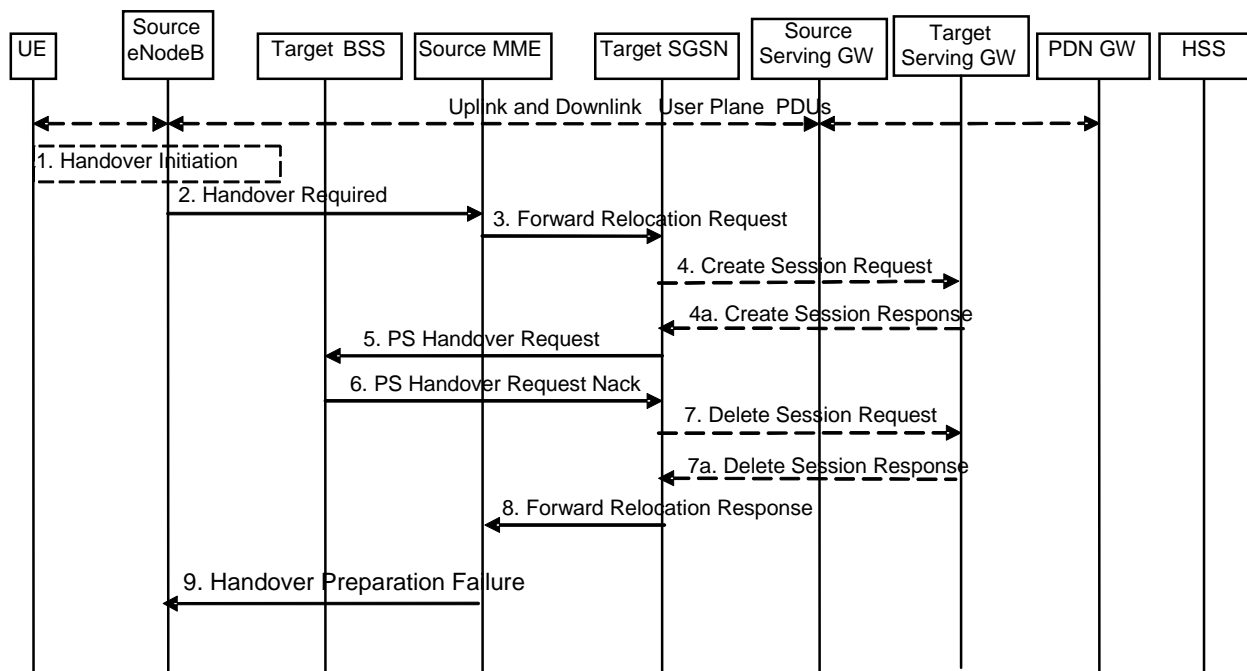 UE
Source
eNodeB
Target BSS
Source MME
Target SGSN
Source
Serving GW
Target
Serving GW
PDN GW
HSS
Uplink and Downlink User Plane PDUs
1. Handover Initiation
2. Handover Required
3. Forward Relocation Request
4. Create Session Request
4a. Create Session Response
5. PS Handover Request
6. PS Handover Request Nack
7. Delete Session Request
7a. Delete Session Response
8. Forward Relocation Response
9. Handover Preparation Failure